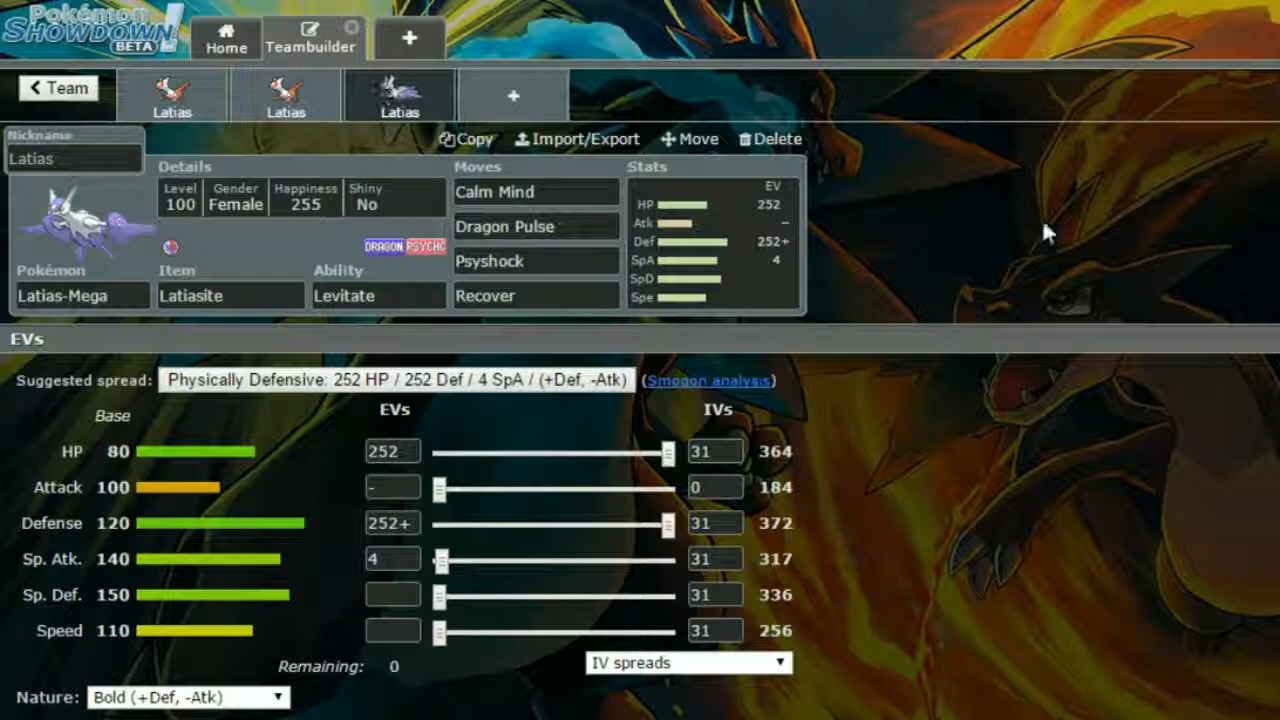 Pokémon
SHOWDOWN!
BETA
Home
Teambuilder
+
Team
Latias
Latias
Latias
+
Nickname
Latias
Copy
Import/Export
Move
Delete
Details
Level
100
Gender
Female
Happiness
255
Shiny
No
DRAGON PSYCHC
Pokémon
Latias-Mega
Item
Latiasite
Ability
Levitate
Moves
Calm Mind
Dragon Pulse
Psyshock
Recover
Stats
EV
HP 252
Atk –
Def 252+
SpA 4
SpD
Spe
EVs
Suggested spread: Physically Defensive: 252 HP / 252 Def / 4 SpA / (+Def, -Atk) (Smogon analysis)
Base EVs IVs
HP 80 252 31 364
Attack 100 - 0 184
Defense 120 252+ 31 372
Sp. Atk. 140 4 31 317
Sp. Def. 150 31 336
Speed 110 31 256
Remaining: 0
IV spreads
Nature: Bold (+Def, -Atk)